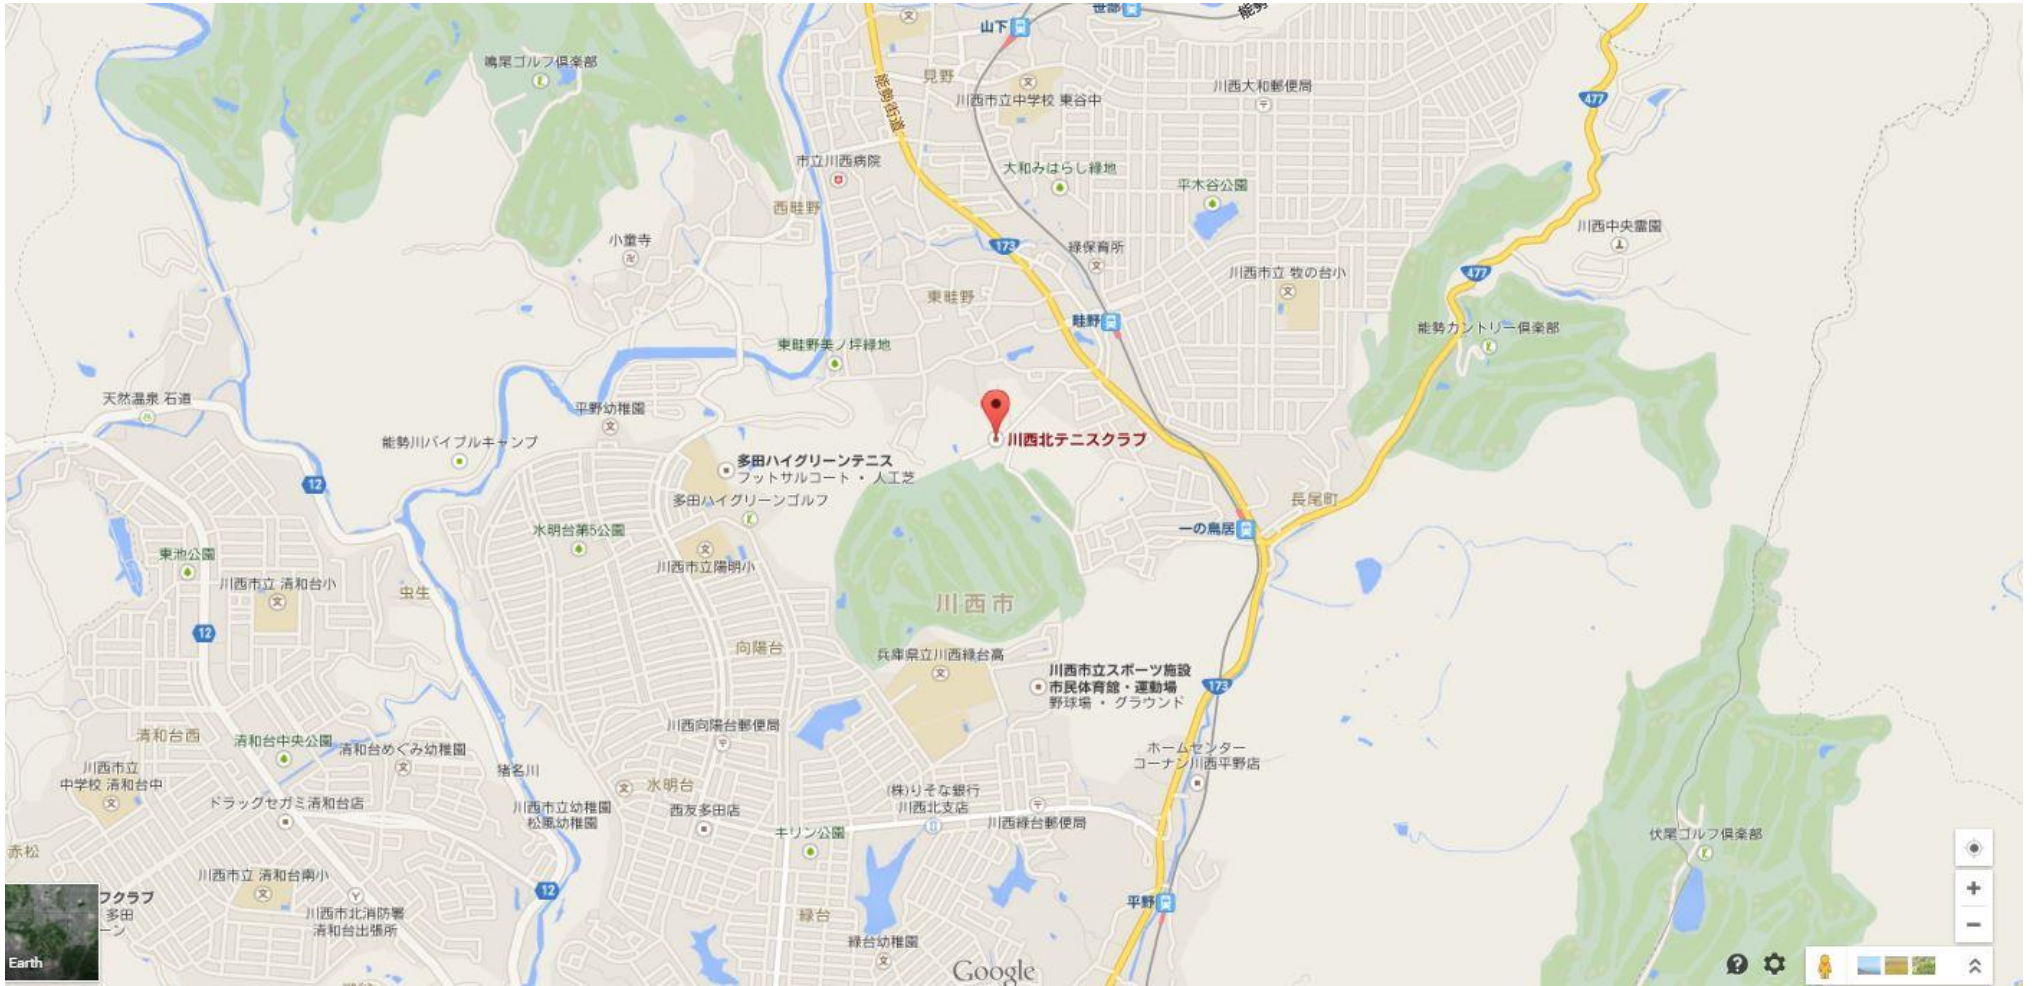 山下
笹部
能勢
鳴尾ゴルフ倶楽部
能勢街道
見野
川西市立中学校 東谷中
川西大和郵便局
477
市立川西病院
大和みはらし緑地
平木谷公園
西畦野
小童寺
173
緑保育所
川西中央霊園
川西市立 牧の台小
477
東畦野
畦野
能勢カントリー倶楽部
東畦野美ノ坪緑地
天然温泉 石道
平野幼稚園
能勢川バイブルキャンプ
川西北テニスクラブ
多田ハイグリーンテニス
フットサルコート・人工芝
12
多田ハイグリーンゴルフ
長尾町
水明台第5公園
一の鳥居
東池公園
川西市立陽明小
川西市立 清和台小
虫生
川西市
12
向陽台
兵庫県立川西緑台高
川西市立スポーツ施設
市民体育館・運動場
野球場・グラウンド
173
清和台西
清和台中央公園
清和台めぐみ幼稚園
川西向陽台郵便局
川西市立
中学校 清和台中
猪名川
ホームセンター
コーナン川西平野店
水明台
ドラッグセガミ清和台店
川西市立幼稚園
松風幼稚園
西友多田店
(株)りそな銀行
川西北支店
川西緑台郵便局
キリン公園
伏尾ゴルフ倶楽部
赤松
川西市立 清和台南小
12
フクラブ
多田
ーン
川西市北消防署
清和台出張所
平野
緑台
緑台幼稚園
Earth
Google